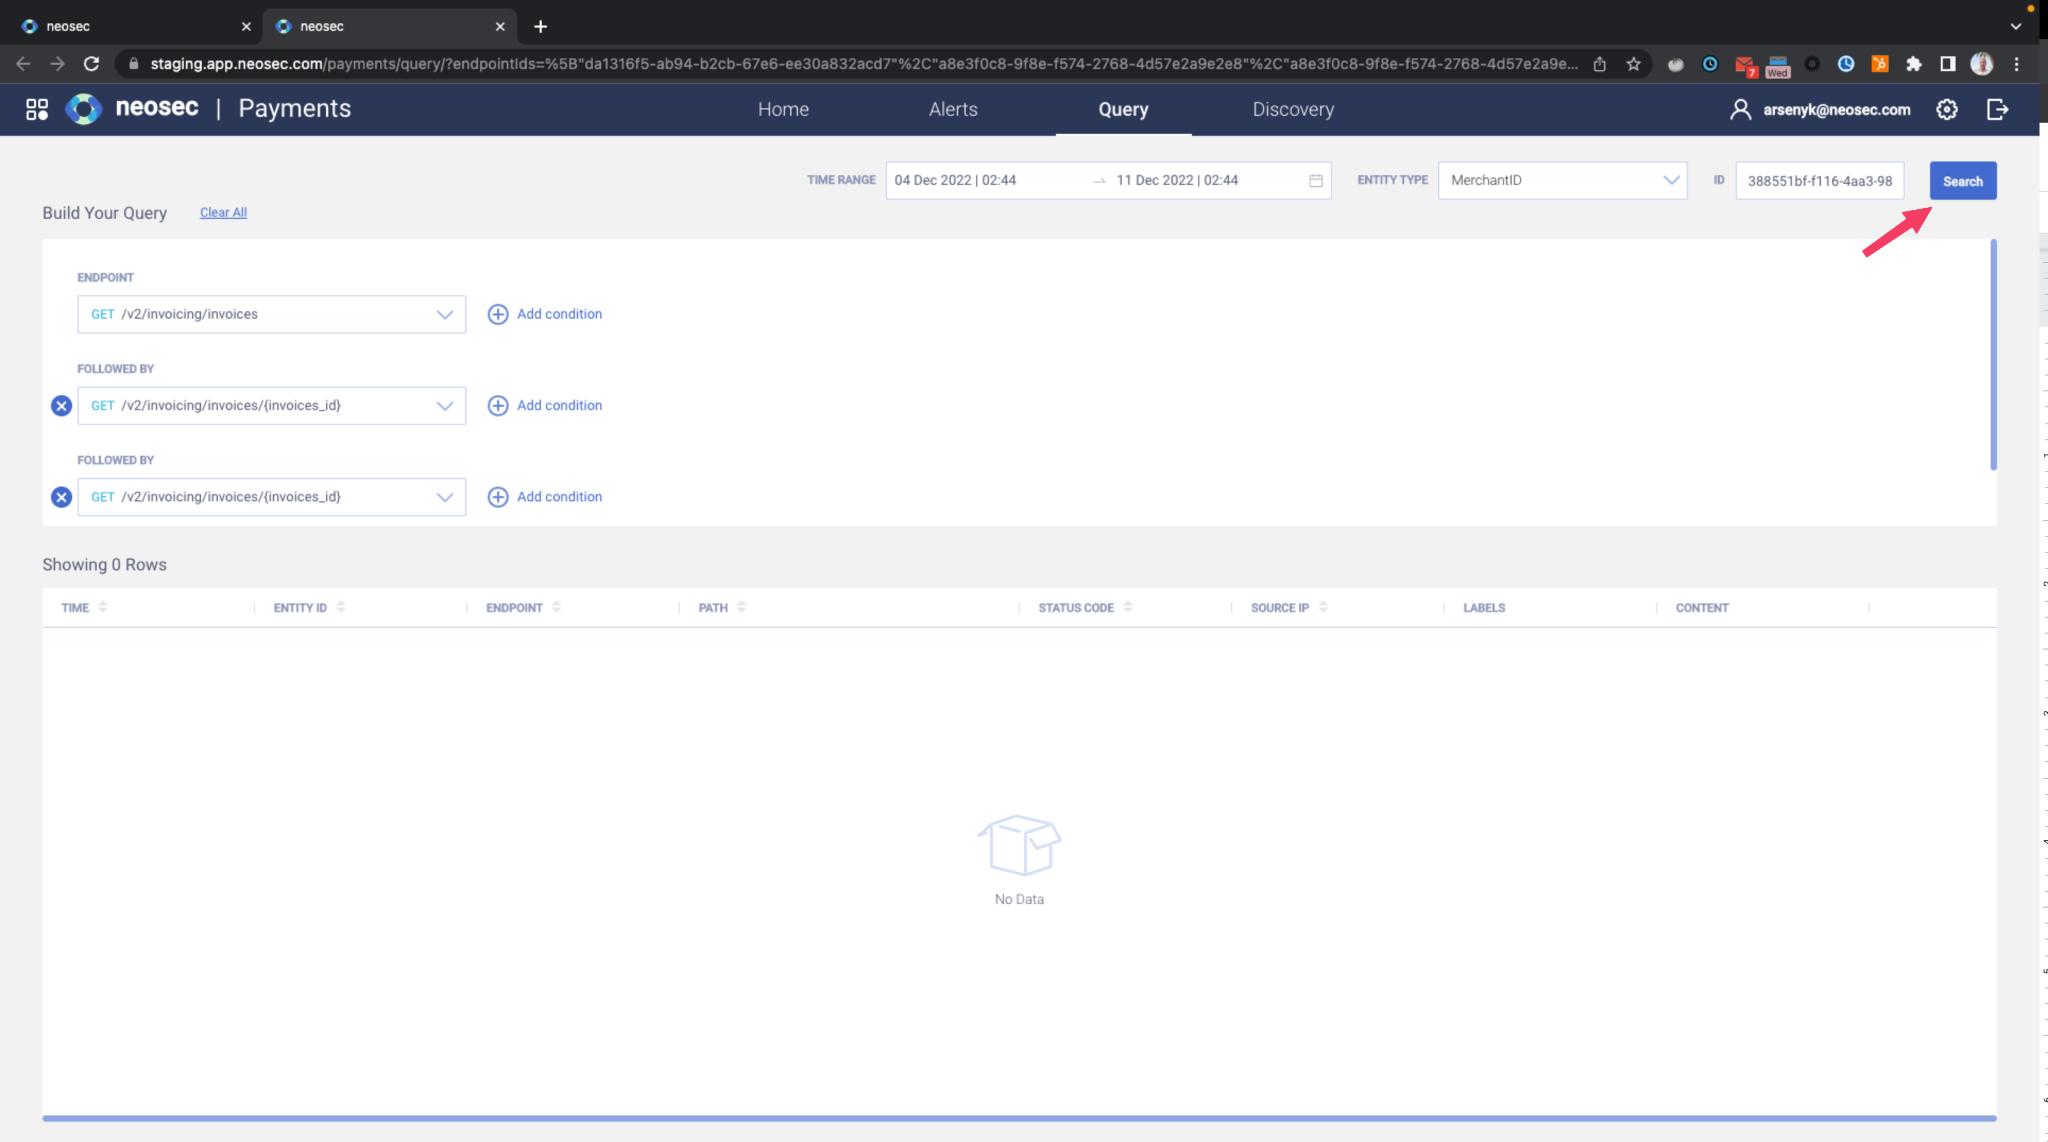 neosec
neosec
staging.app.neosec.com/payments/query/?endpointIds=%5B"da1316f5-ab94-b2cb-67e6-ee30a832acd7"%2C"a8e3f0c8-9f8e-f574-2768-4d57e2a9e2e8"%2C"a8e3f0c8-9f8e-f574-2768-4d57e2a9e...
7
Wed
neosec | Payments
Home
Alerts
Query
Discovery
arsenyk@neosec.com
TIME RANGE
04 Dec 2022 | 02:44
11 Dec 2022 | 02:44
ENTITY TYPE
MerchantID
ID
388551bf-f116-4aa3-98
Search
Build Your Query
Clear All
ENDPOINT
GET /v2/invoicing/invoices
Add condition
FOLLOWED BY
GET /v2/invoicing/invoices/{invoices_id}
Add condition
FOLLOWED BY
GET /v2/invoicing/invoices/{invoices_id}
Add condition
Showing 0 Rows
TIME
ENTITY ID
ENDPOINT
PATH
STATUS CODE
SOURCE IP
LABELS
CONTENT
No Data